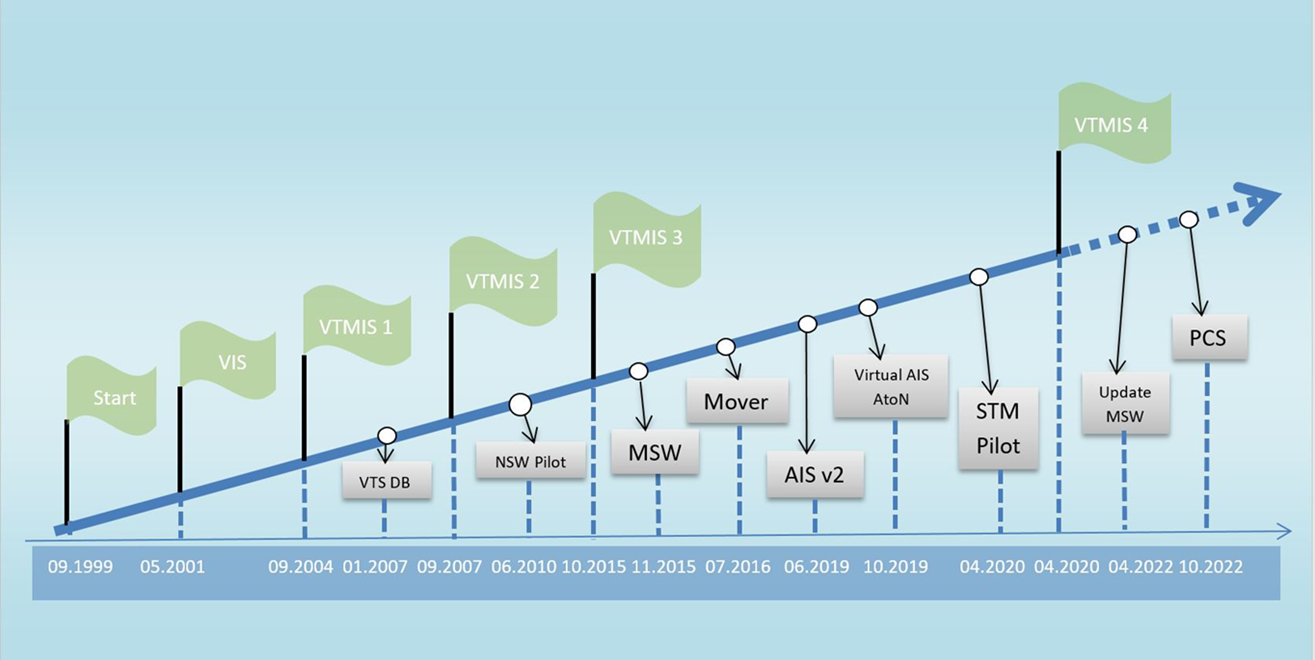 VTMIS 4
VTMIS 3
VTMIS 2
VTMIS 1
VIS
Start
PCS
Virtual AIS
AtoN
Update
MSW
Mover
STM
Pilot
MSW
NSW Pilot
AIS v2
VTS DB
09.1999 05.2001 09.2004 01.2007 09.2007 06.2010 10.2015 11.2015 07.2016 06.2019 10.2019 04.2020 04.2020 04.2022 10.2022